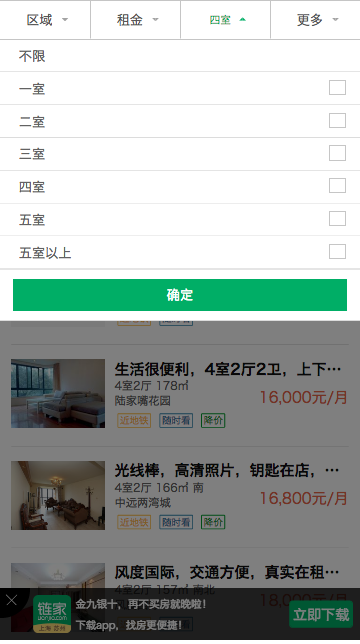 区域 租金 四室 更多
不限
一室
二室
三室
四室
五室
五室以上
确定
生活很便利，4室2厅2卫，上下…
4室2厅 178㎡
陆家嘴花园
16,000元/月
近地铁 随时看 降价
光线棒，高清照片，钥匙在店，…
4室2厅 166㎡ 南
中远两湾城
16,800元/月
近地铁 随时看 降价
风度国际，交通方便，真实在租…
4室2厅 157㎡ 南北
18,000元/月
链家
lianjia.com
上海 苏州
金九银十，再不买房就晚啦！
下载app，找房更便捷！
立即下载